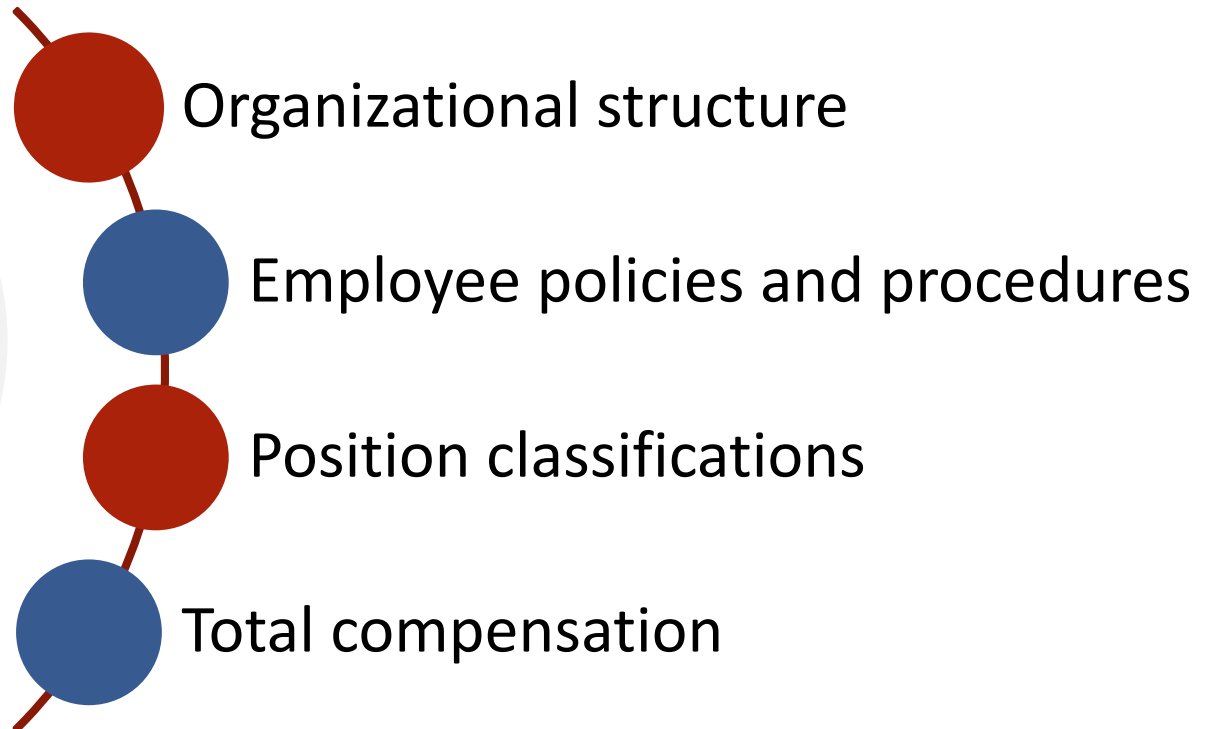 Organizational structure
Employee policies and procedures
Position classifications
Total compensation